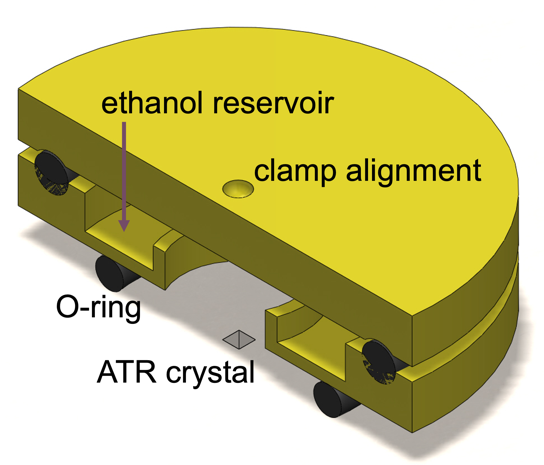 ethanol reservoir
clamp alignment
O-ring
ATR crystal